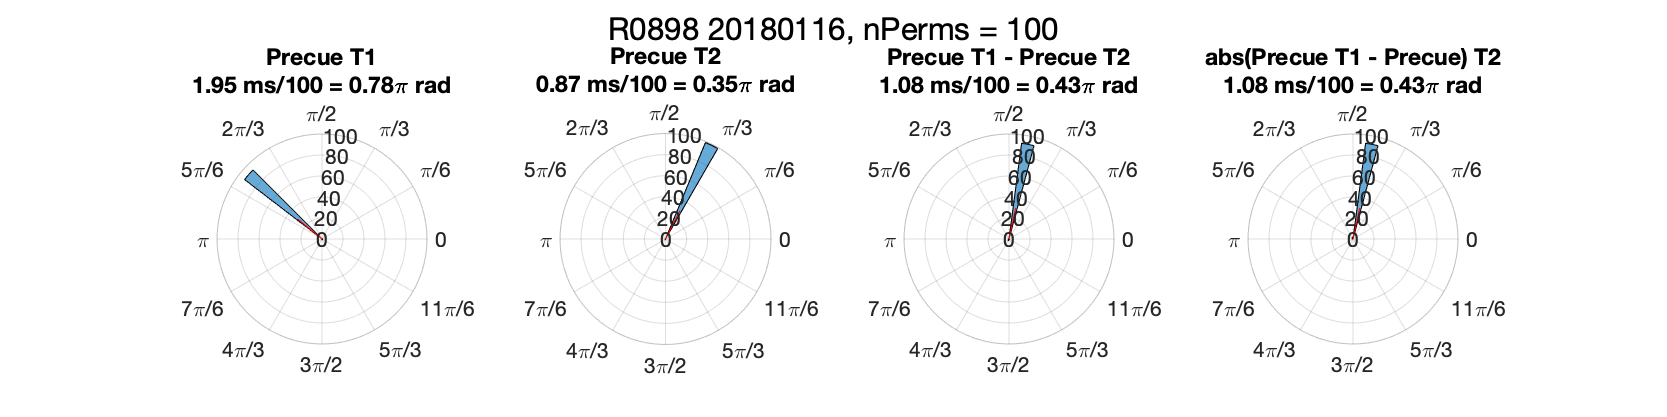 R0898 20180116, nPerms = 100
Precue T1
1.95 ms/100 = 0.78π rad
π/2
2π/3
π/3
5π/6
π/6
π
0
7π/6
11π/6
4π/3
5π/3
3π/2
100
80
60
40
20
0
Precue T2
0.87 ms/100 = 0.35π rad
π/2
2π/3
π/3
5π/6
π/6
π
0
7π/6
11π/6
4π/3
5π/3
3π/2
100
80
60
40
20
0
Precue T1 - Precue T2
1.08 ms/100 = 0.43π rad
π/2
2π/3
π/3
5π/6
π/6
π
0
7π/6
11π/6
4π/3
5π/3
3π/2
100
80
60
40
20
0
abs(Precue T1 - Precue) T2
1.08 ms/100 = 0.43π rad
π/2
2π/3
π/3
5π/6
π/6
π
0
7π/6
11π/6
4π/3
5π/3
3π/2
100
80
60
40
20
0